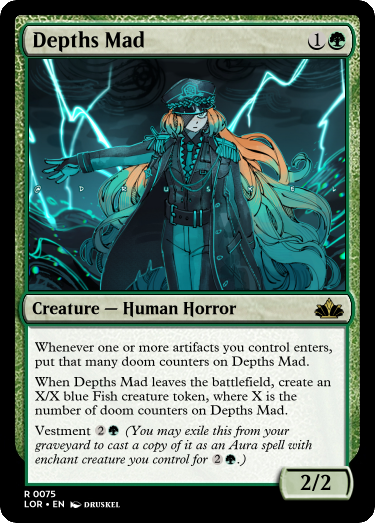 Depths Mad 1
© D R U S K E L
Creature — Human Horror
Whenever one or more artifacts you control enters,
put that many doom counters on Depths Mad.
When Depths Mad leaves the battlefield, create an
X/X blue Fish creature token, where X is the
number of doom counters on Depths Mad.
Vestment 2 (You may exile this from your
graveyard to cast a copy of it as an Aura spell with
enchant creature you control for 2 .)
2/2
R 0075
LOR • EN DRUSKEL